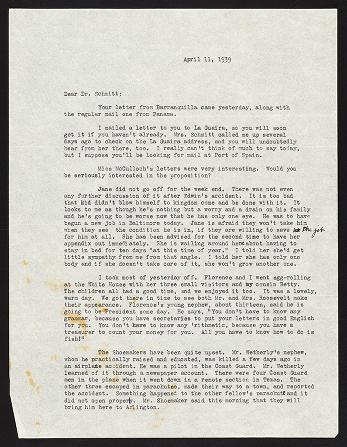 April 11, 1939
Dear Dr. Schmitt:
Your letter from Barranquilla came yesterday, along with
the regular mail one from Panama.
I mailed a letter to you to La Guaira, so you will soon
get it if you haven't already. Mrs. Schmitt called me up several
days ago to check on the La Guaira address, and you will undoubtedly
hear from her there, too. I really can't think of much to say today,
but I suppose you'll be looking for mail at Port of Spain.
Miss McCulloch's letters were very interesting. Would you
be seriously interested in the proposition?
Jane did not go off for the week end. There was not even
any further discussion of it after Edwin's accident. It is too bad
that kid didn't blow himself to kingdom come and be done with it. It
looks to me as though he's nothing but a worry and a drain on his family
and he's going to be worse now that he has only one eye. He was to have
begun a new job in Baltimore today. Jane is afraid they won't take him
when they see the condition he is in, if they are willing to save the job
for him at all. She has been advised for the second time to have her
appendix out immediately. She is wailing around here about having to
stay in bed for ten days "at this time of year." I told her she'd get
little sympathy from me from that angle. I told her she has only one
body and if she doesn't take care of it, she won't grow another one.
I took most of yesterday off. Florence and I went egg-rolling
at the White House with her three small visitors and my cousin Betty.
The children all had a good time, and we enjoyed it too. It was a lovely,
warm day. We got there in time to see both Mr. and Mrs. Roosevelt make
their appearance. Florence's young nephew, about thirteen, said he is
going to be President some day. He says, "You don't have to know any
grammar, because you have secretaries to put your letters in good English
for you. You don't have to know any 'rithmetic, because you have a
treasurer to count your money for you. All you have to know how to do is
fish!"
The Shoemakers have been quite upset. Mr. Wetherly's nephew,
whom he practically raised and educated, was killed a few days ago in
an airplane accident. He was a pilot in the Coast Guard. Mr. Wetherly
learned of it through a newspaper account. There were four Coast Guard
men in the plane when it went down in a remote section in Texas. The
other three escaped in parachutes, made their way to a town, and reported
the accident. Something happened to the other fellow's parachute and it
did not open properly. Mr. Shoemaker said this morning that they will
bring him here to Arlington.